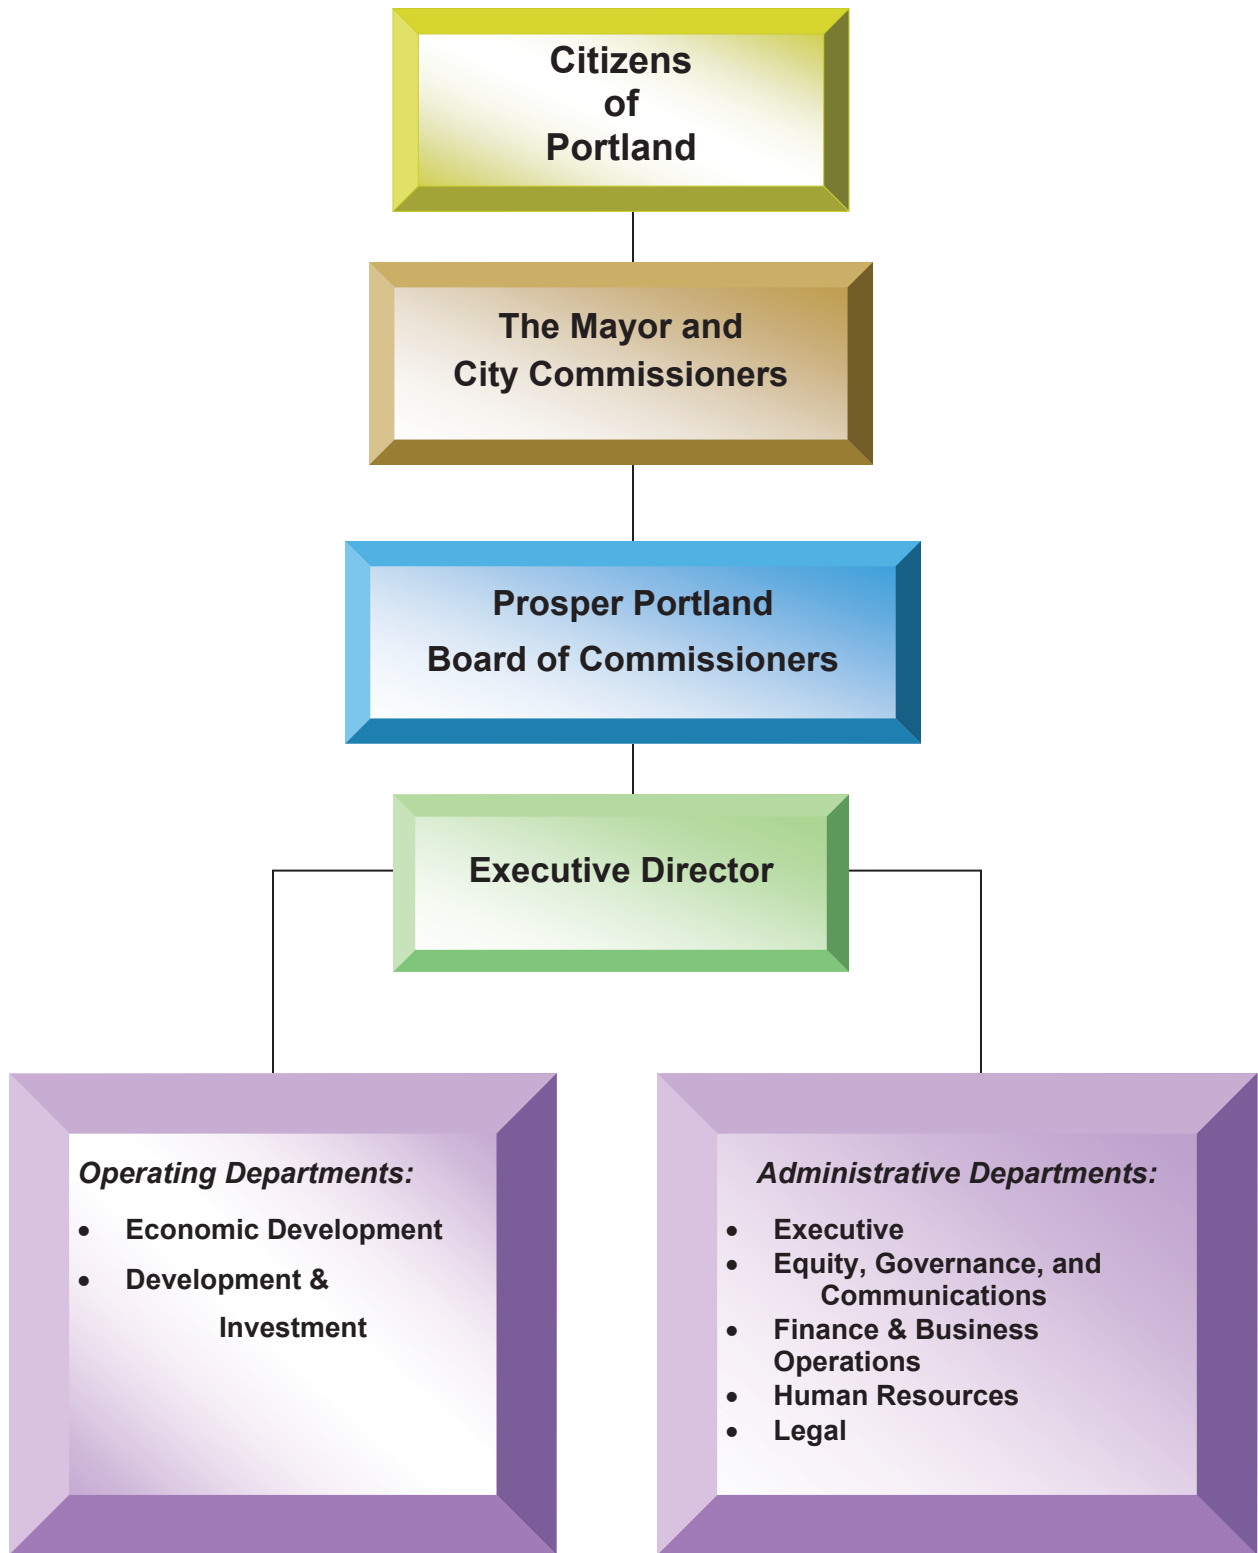 Citizens
of
Portland
The Mayor and
City Commissioners
Prosper Portland
Board of Commissioners
Executive Director
Operating Departments:
• Economic Development
• Development &
Investment
Administrative Departments:
• Executive
• Equity, Governance, and
Communications
• Finance & Business
Operations
• Human Resources
• Legal